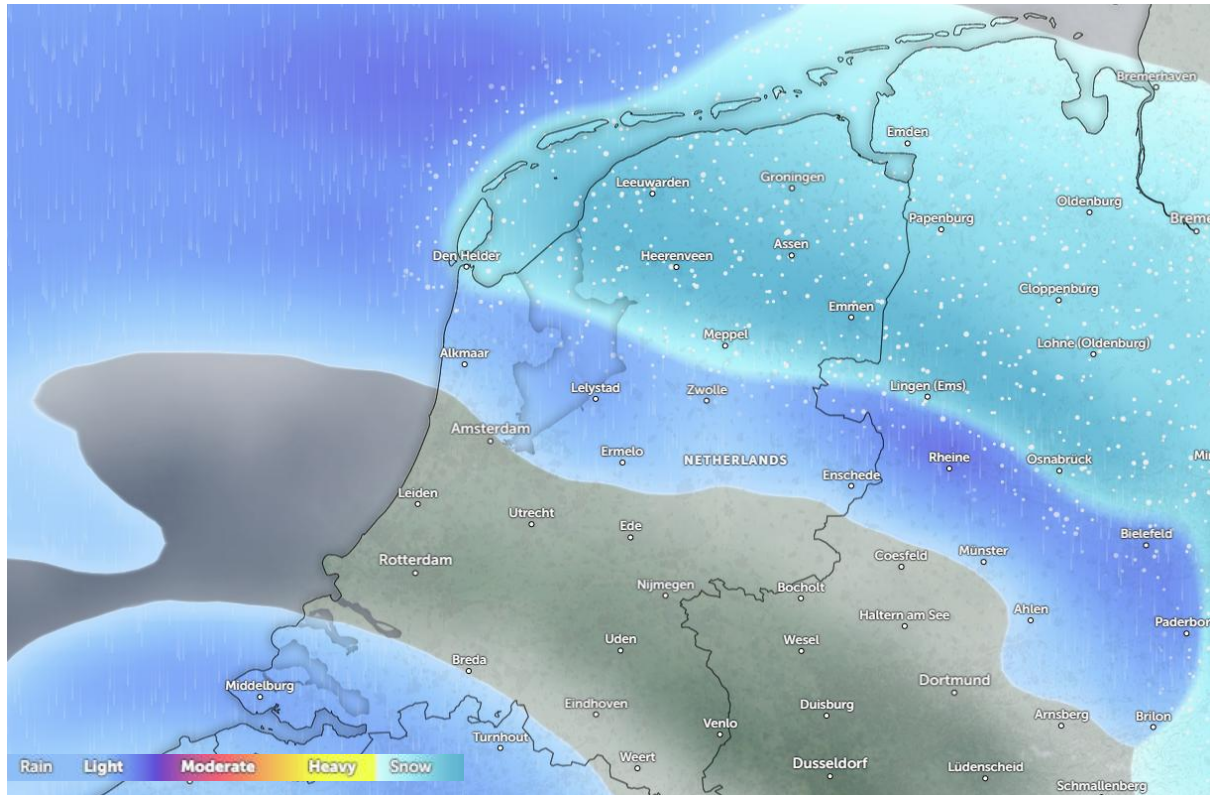 Bremerhaven
Emden
Leeuwarden
Groningen
Oldenburg
Papenburg
Den Helder
Heerenveen
Assen
Cloppenburg
Emmen
Meppel
Lohne (Oldenburg)
Alkmaar
Lelystad
Zwolle
Lingen (Ems)
Amsterdam
Ermelo
NETHERLANDS
Rheine
Osnabrück
Enschede
Leiden
Utrecht
Ede
Bielefeld
Rotterdam
Coesfeld
Münster
Nijmegen
Bocholt
Haltern am See
Ahlen
Uden
Wesel
Breda
Middelburg
Dortmund
Eindhoven
Duisburg
Arnsberg
Brilon
Venlo
Turnhout
Weert
Dusseldorf
Lüdenscheid
Schmallenberg
Rain Light Moderate Heavy Snow